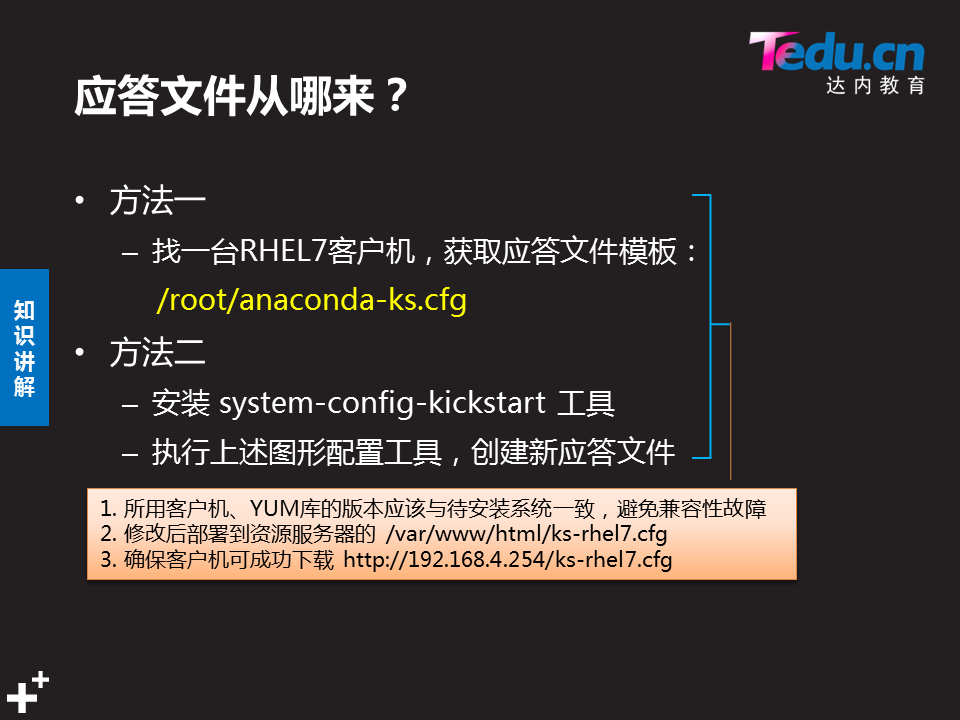 Tedu.cn
达内教育
应答文件从哪来？
• 方法一
– 找一台RHEL7客户机，获取应答文件模板：
/root/anaconda-ks.cfg
• 方法二
– 安装 system-config-kickstart 工具
– 执行上述图形配置工具，创建新应答文件
知识讲解
1. 所用客户机、YUM库的版本应该与待安装系统一致，避免兼容性故障
2. 修改后部署到资源服务器的 /var/www/html/ks-rhel7.cfg
3. 确保客户机可成功下载 http://192.168.4.254/ks-rhel7.cfg